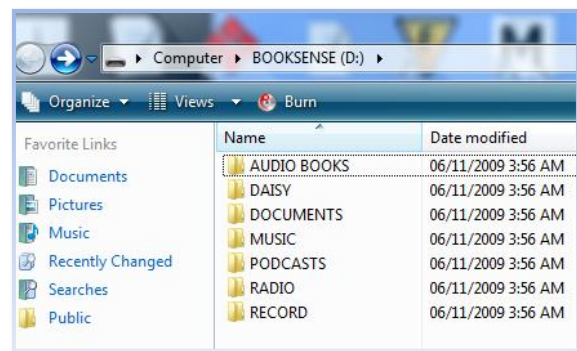 Computer ▸ BOOKSENSE (D:) ▸
Organize Views Burn
Favorite Links
Documents
Pictures
Music
Recently Changed
Searches
Public
Name Date modified
AUDIO BOOKS 06/11/2009 3:56 AM
DAISY 06/11/2009 3:56 AM
DOCUMENTS 06/11/2009 3:56 AM
MUSIC 06/11/2009 3:56 AM
PODCASTS 06/11/2009 3:56 AM
RADIO 06/11/2009 3:56 AM
RECORD 06/11/2009 3:56 AM